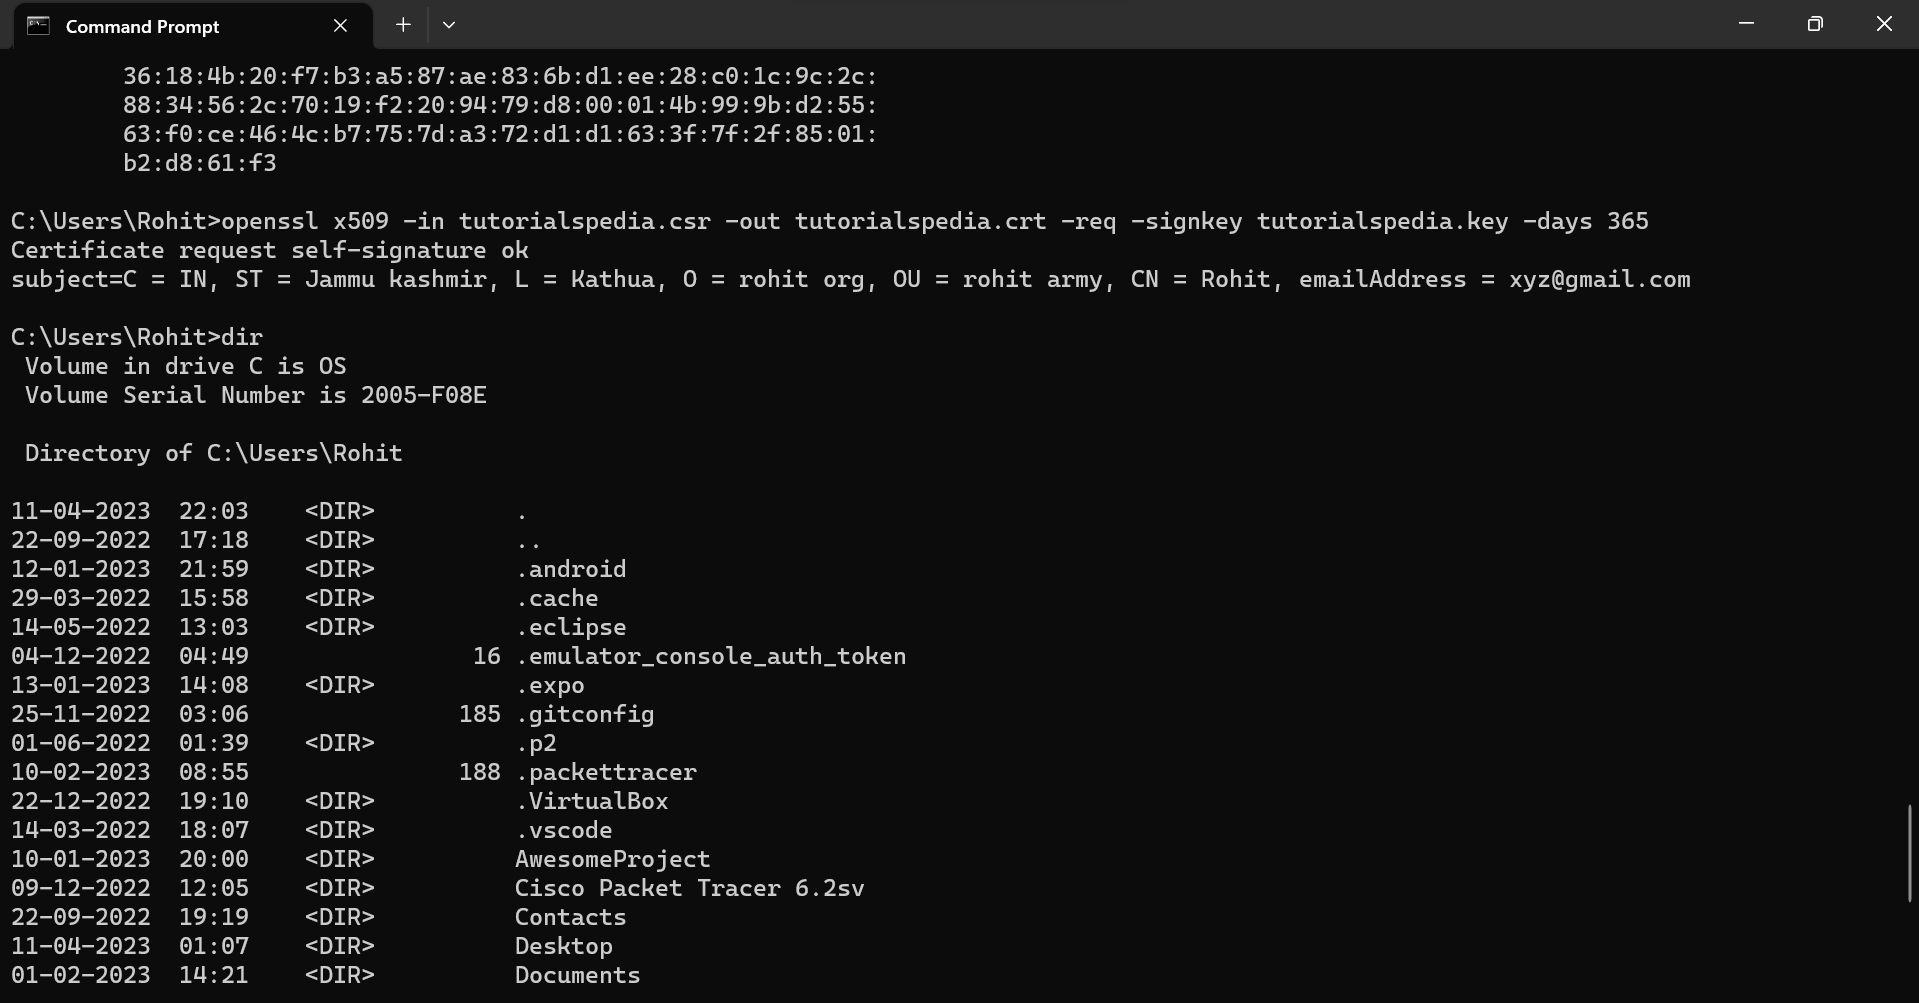 Command Prompt
36:18:4b:20:f7:b3:a5:87:ae:83:6b:d1:ee:28:c0:1c:9c:2c:
88:34:56:2c:70:19:f2:20:94:79:d8:00:01:4b:99:9b:d2:55:
63:f0:ce:46:4c:b7:75:7d:a3:72:d1:d1:63:3f:7f:2f:85:01:
b2:d8:61:f3
C:\Users\Rohit>openssl x509 -in tutorialspedia.csr -out tutorialspedia.crt -req -signkey tutorialspedia.key -days 365
Certificate request self-signature ok
subject=C = IN, ST = Jammu kashmir, L = Kathua, O = rohit org, OU = rohit army, CN = Rohit, emailAddress = xyz@gmail.com
C:\Users\Rohit>dir
Volume in drive C is OS
Volume Serial Number is 2005-F08E
Directory of C:\Users\Rohit
11-04-2023 22:03 <DIR> .
22-09-2022 17:18 <DIR> ..
12-01-2023 21:59 <DIR> .android
29-03-2022 15:58 <DIR> .cache
14-05-2022 13:03 <DIR> .eclipse
04-12-2022 04:49 16 .emulator_console_auth_token
13-01-2023 14:08 <DIR> .expo
25-11-2022 03:06 185 .gitconfig
01-06-2022 01:39 <DIR> .p2
10-02-2023 08:55 188 .packettracer
22-12-2022 19:10 <DIR> .VirtualBox
14-03-2022 18:07 <DIR> .vscode
10-01-2023 20:00 <DIR> AwesomeProject
09-12-2022 12:05 <DIR> Cisco Packet Tracer 6.2sv
22-09-2022 19:19 <DIR> Contacts
11-04-2023 01:07 <DIR> Desktop
01-02-2023 14:21 <DIR> Documents